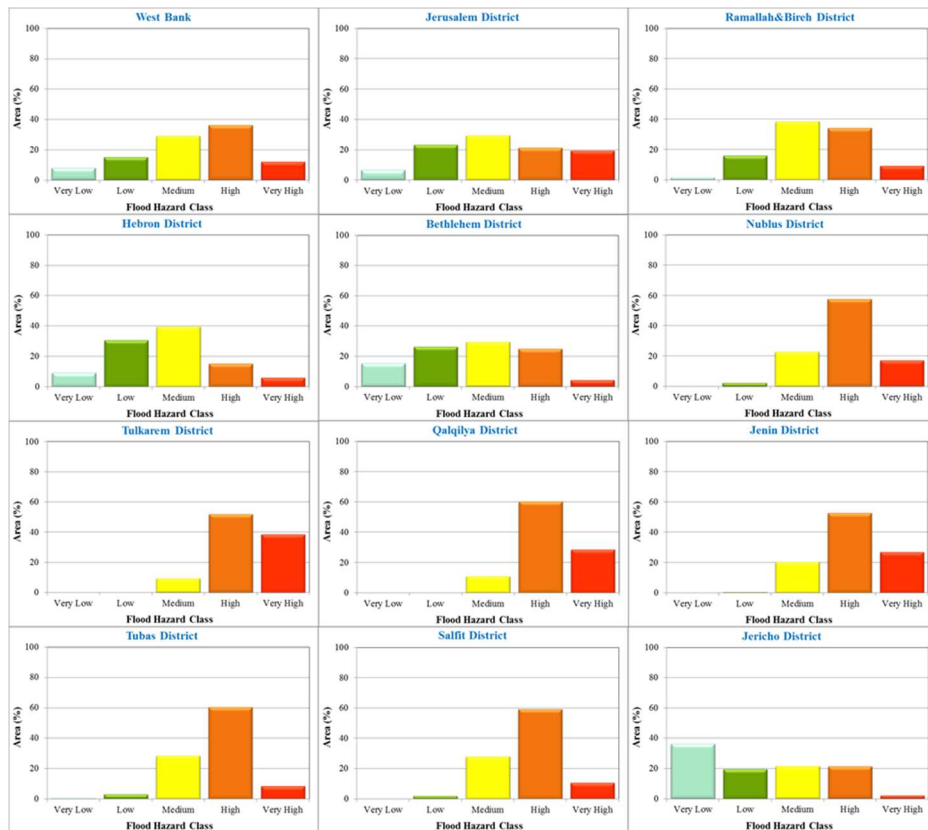 West Bank
Area (%)
100
80
60
40
20
0
Very Low Low Medium High Very High
Flood Hazard Class
Jerusalem District
Area (%)
100
80
60
40
20
0
Very Low Low Medium High Very High
Flood Hazard Class
Ramallah&Bireh District
Area (%)
100
80
60
40
20
0
Very Low Low Medium High Very High
Flood Hazard Class
Hebron District
Area (%)
100
80
60
40
20
0
Very Low Low Medium High Very High
Flood Hazard Class
Bethlehem District
Area (%)
100
80
60
40
20
0
Very Low Low Medium High Very High
Flood Hazard Class
Nublus District
Area (%)
100
80
60
40
20
0
Very Low Low Medium High Very High
Flood Hazard Class
Tulkarem District
Area (%)
100
80
60
40
20
0
Very Low Low Medium High Very High
Flood Hazard Class
Qalqilya District
Area (%)
100
80
60
40
20
0
Very Low Low Medium High Very High
Flood Hazard Class
Jenin District
Area (%)
100
80
60
40
20
0
Very Low Low Medium High Very High
Flood Hazard Class
Tubas District
Area (%)
100
80
60
40
20
0
Very Low Low Medium High Very High
Flood Hazard Class
Salfit District
Area (%)
100
80
60
40
20
0
Very Low Low Medium High Very High
Flood Hazard Class
Jericho District
Area (%)
100
80
60
40
20
0
Very Low Low Medium High Very High
Flood Hazard Class